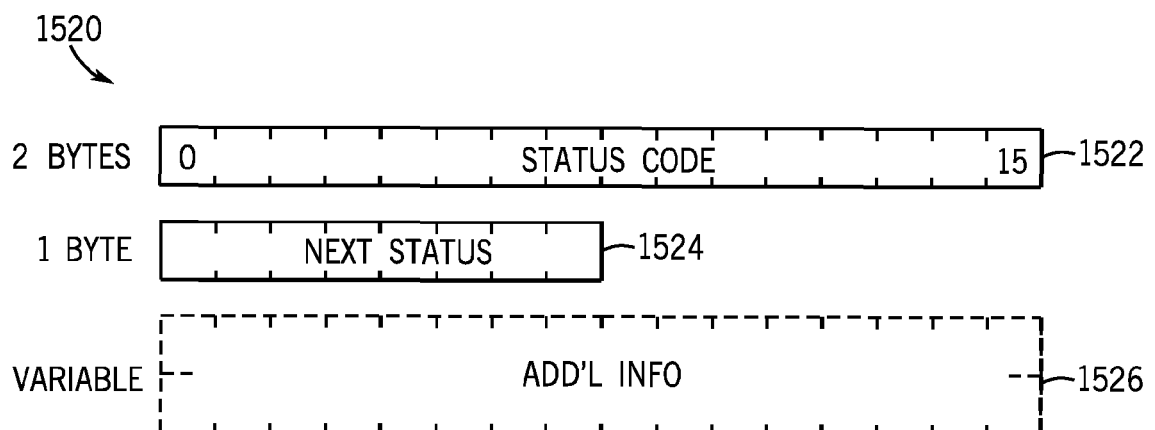 1520
2 BYTES 0 STATUS CODE 15 1522
1 BYTE NEXT STATUS 1524
VARIABLE ADD'L INFO 1526